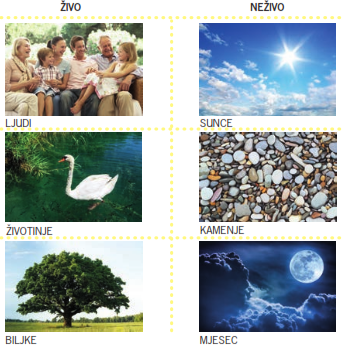 ŽIVO
NEŽIVO
LJUDI
SUNCE
ŽIVOTINJE
KAMENJE
BILJKE
MJESEC